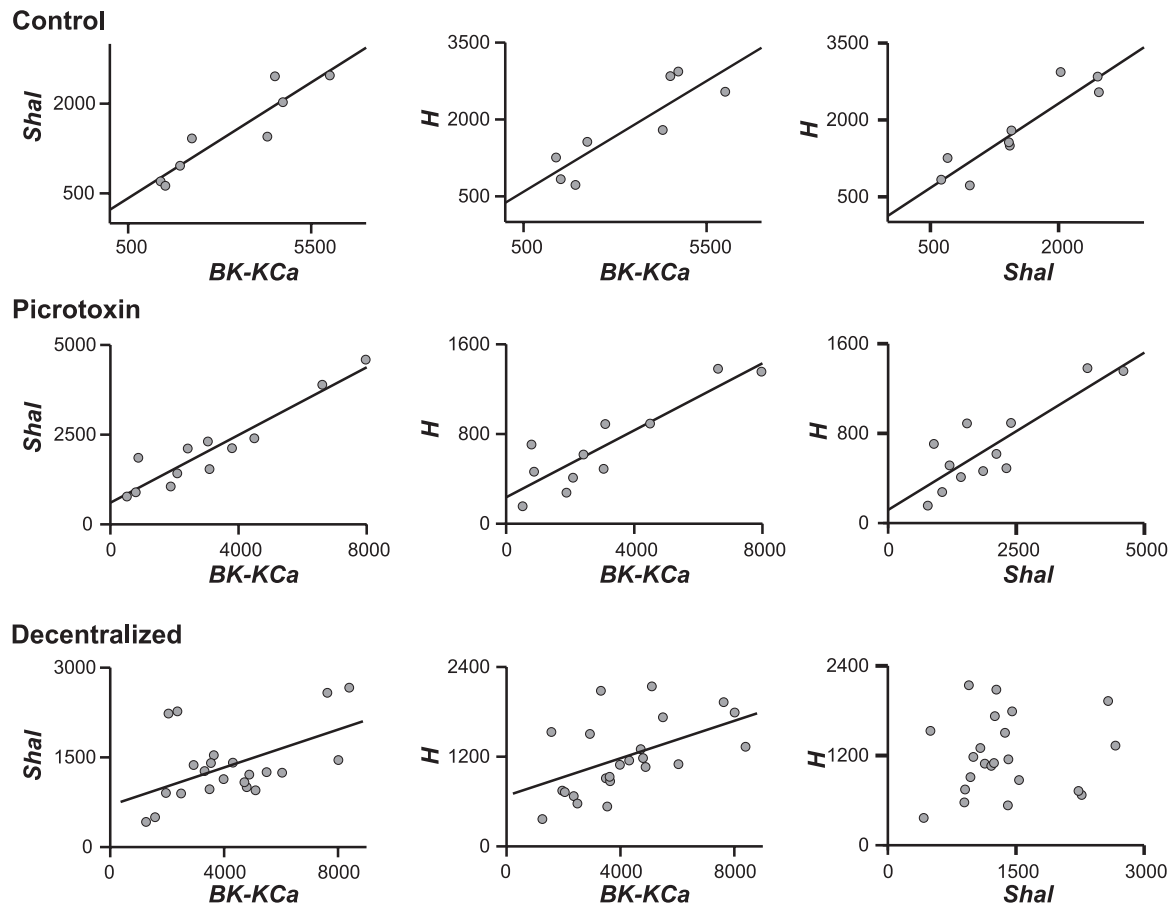 Control
Shal
2000
500
500
5500
BK-KCa
H
3500
2000
500
500
5500
BK-KCa
H
3500
2000
500
500
2000
Shal
Picrotoxin
Shal
5000
2500
0
0
4000
8000
BK-KCa
H
1600
800
0
0
4000
8000
BK-KCa
H
1600
800
0
0
2500
5000
Shal
Decentralized
Shal
3000
1500
0
0
4000
8000
BK-KCa
H
2400
1200
0
0
4000
8000
BK-KCa
H
2400
1200
0
0
1500
3000
Shal